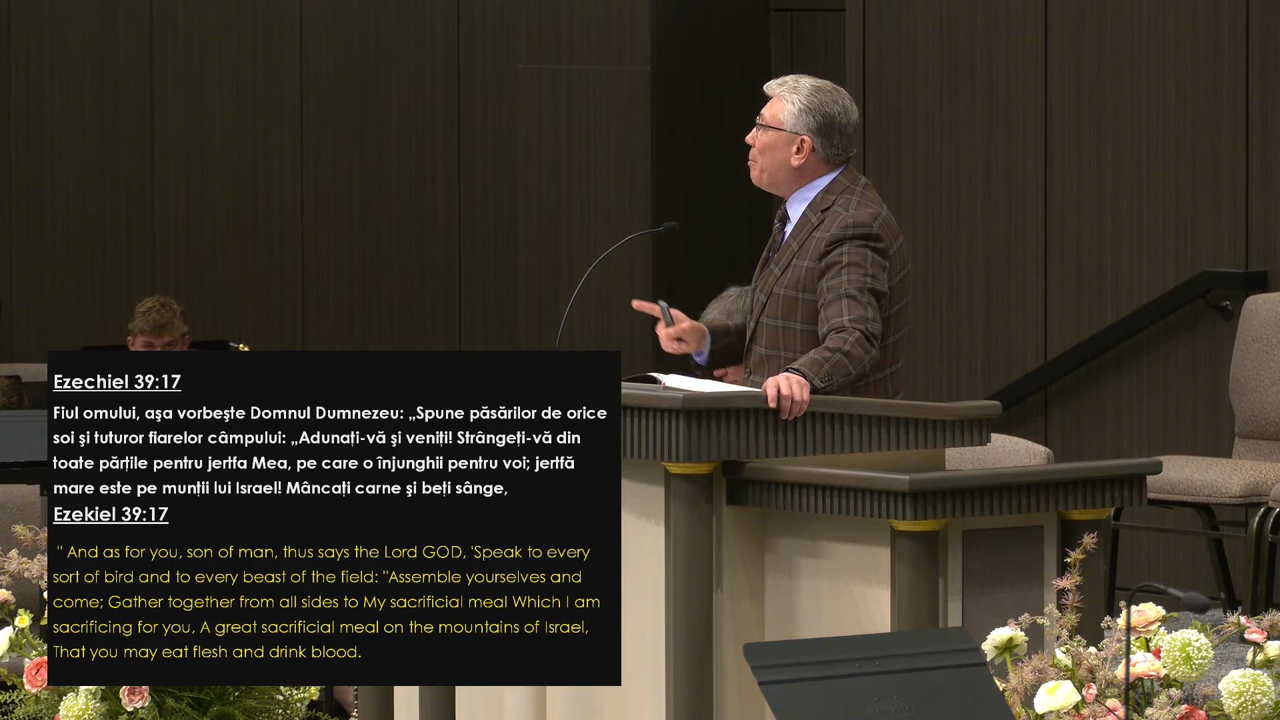 Ezechiel 39:17
Fiul omului, aşa vorbeşte Domnul Dumnezeu: „Spune păsărilor de orice
soi şi tuturor fiarelor câmpului: „Adunaţi-vă şi veniţi! Strângeţi-vă din
toate părţile pentru jertfa Mea, pe care o înjunghii pentru voi; jertfă
mare este pe munţii lui Israel! Mâncaţi carne şi beţi sânge,
Ezekiel 39:17
" And as for you, son of man, thus says the Lord GOD, 'Speak to every
sort of bird and to every beast of the field: "Assemble yourselves and
come; Gather together from all sides to My sacrificial meal Which I am
sacrificing for you, A great sacrificial meal on the mountains of Israel,
That you may eat flesh and drink blood.